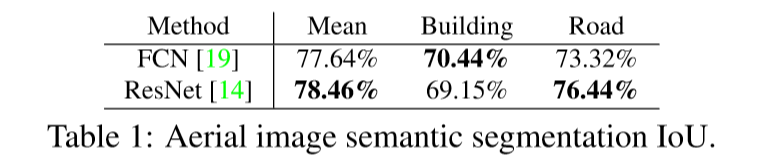 Method Mean Building Road
FCN [19] 77.64% 70.44% 73.32%
ResNet [14] 78.46% 69.15% 76.44%
Table 1: Aerial image semantic segmentation IoU.